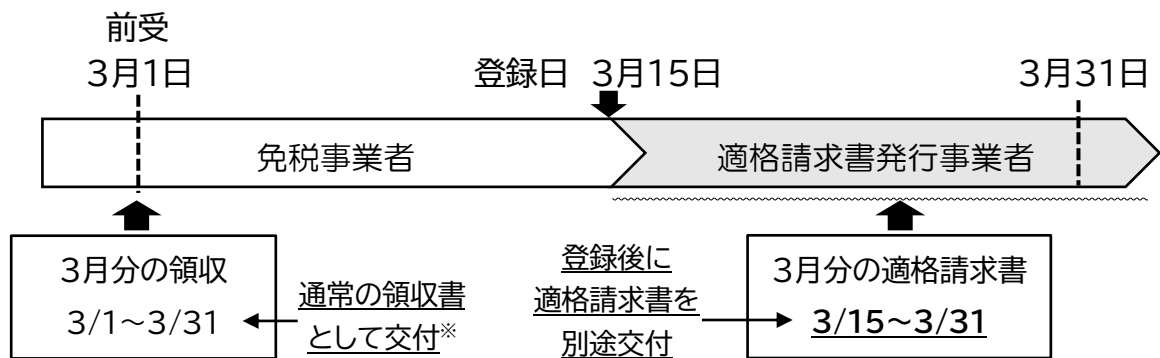 前受
3月1日
登録日 3月15日
3月31日
免税事業者
適格請求書発行事業者
3月分の領収
3/1～3/31
通常の領収書
として交付※
登録後に
適格請求書を
別途交付
3月分の適格請求書
3/15～3/31